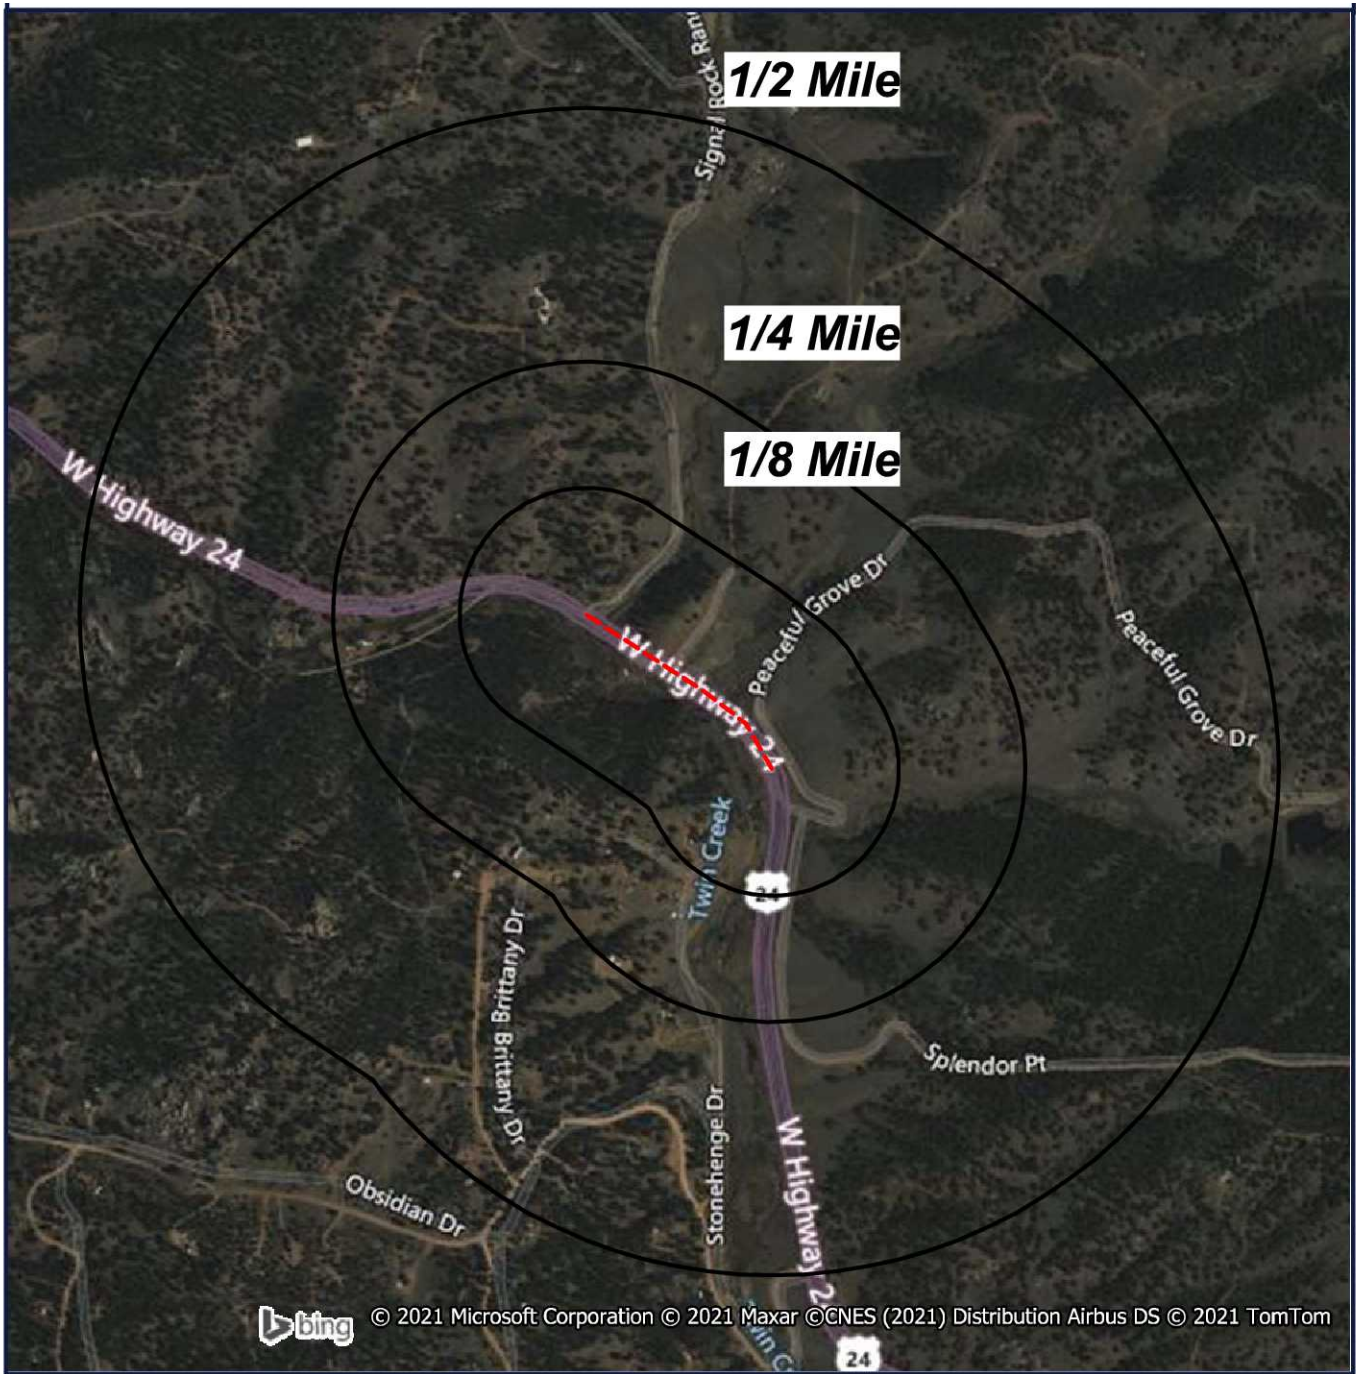 1/2 Mile
Signal Rock Ran
1/4 Mile
1/8 Mile
W Highway 24
Peaceful Grove Dr
W Highway 24
Peaceful Grove Dr
Twin Creek
24
Brittany Dr
Brittany Dr
Splendor Pt
Stonehenge Dr
W Highway 2
Obsidian Dr
bing
© 2021 Microsoft Corporation © 2021 Maxar ©CNES (2021) Distribution Airbus DS © 2021 TomTom
24